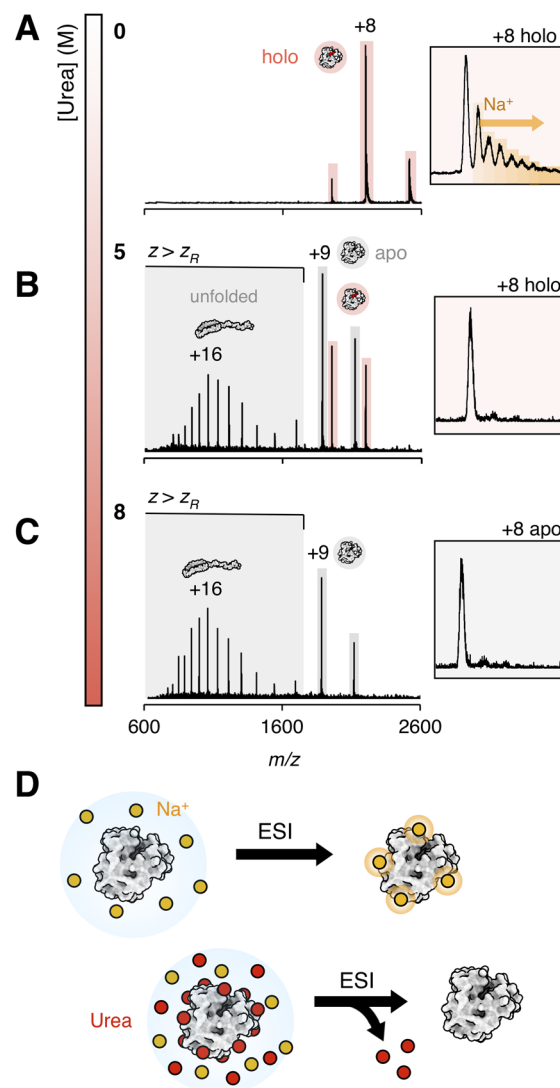 A
[Urea] (M)
0
holo
+8
+8 holo
Na⁺
B
5
z > z_R
unfolded
+16
+9
apo
+8 holo
C
8
z > z_R
+16
+9
+8 apo
600 1600 2600
m/z
D
Na⁺
ESI
Urea
ESI